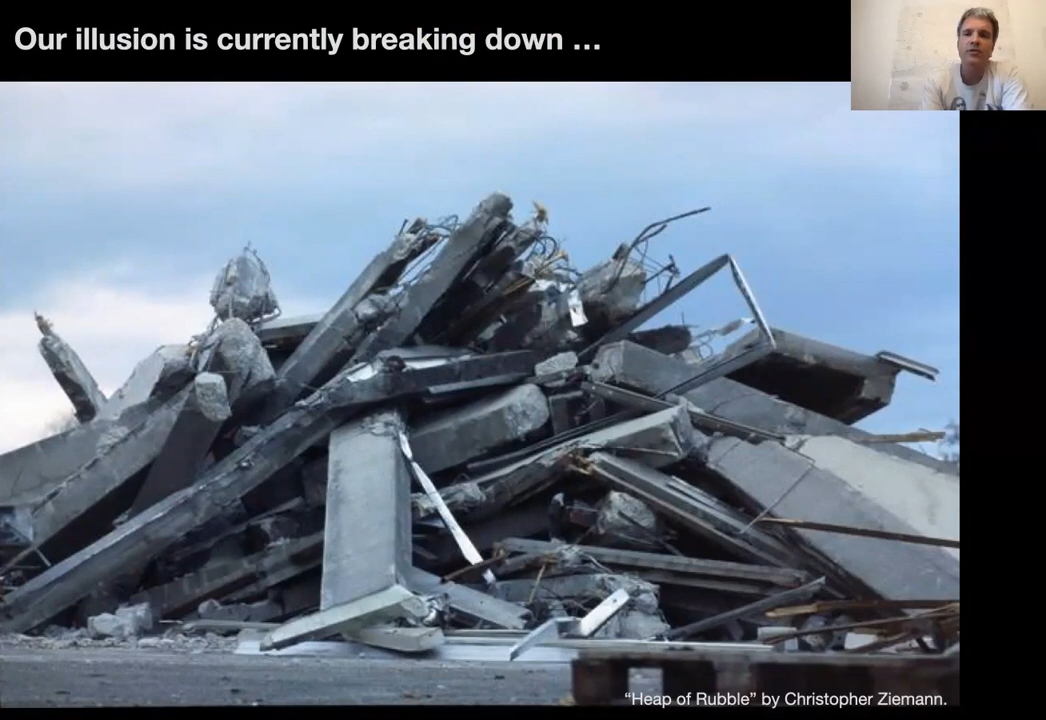 Our illusion is currently breaking down …
“Heap of Rubble” by Christopher Ziemann.